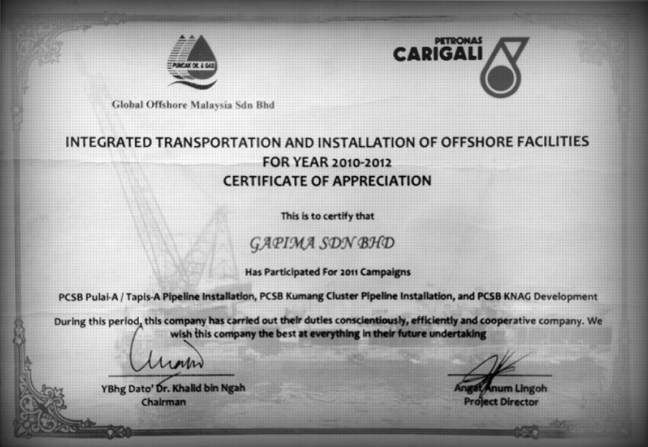 PUNCAK OIL & GAS
PETRONAS
CARIGALI
Global Offshore Malaysia Sdn Bhd
INTEGRATED TRANSPORTATION AND INSTALLATION OF OFFSHORE FACILITIES
FOR YEAR 2010-2012
CERTIFICATE OF APPRECIATION
This is to certify that
GAPIMA SDN BHD
Has Participated For 2011 Campaigns
PCSB Pulai-A / Tapis-A Pipeline Installation, PCSB Kumang Cluster Pipeline Installation, and PCSB KNAG Development
During this period, this company has carried out their duties conscientiously, efficiently and cooperative company. We
wish this company the best at everything in their future undertaking
YBhg Dato' Dr. Khalid bin Ngah
Chairman
Angat Anum Lingoh
Project Director